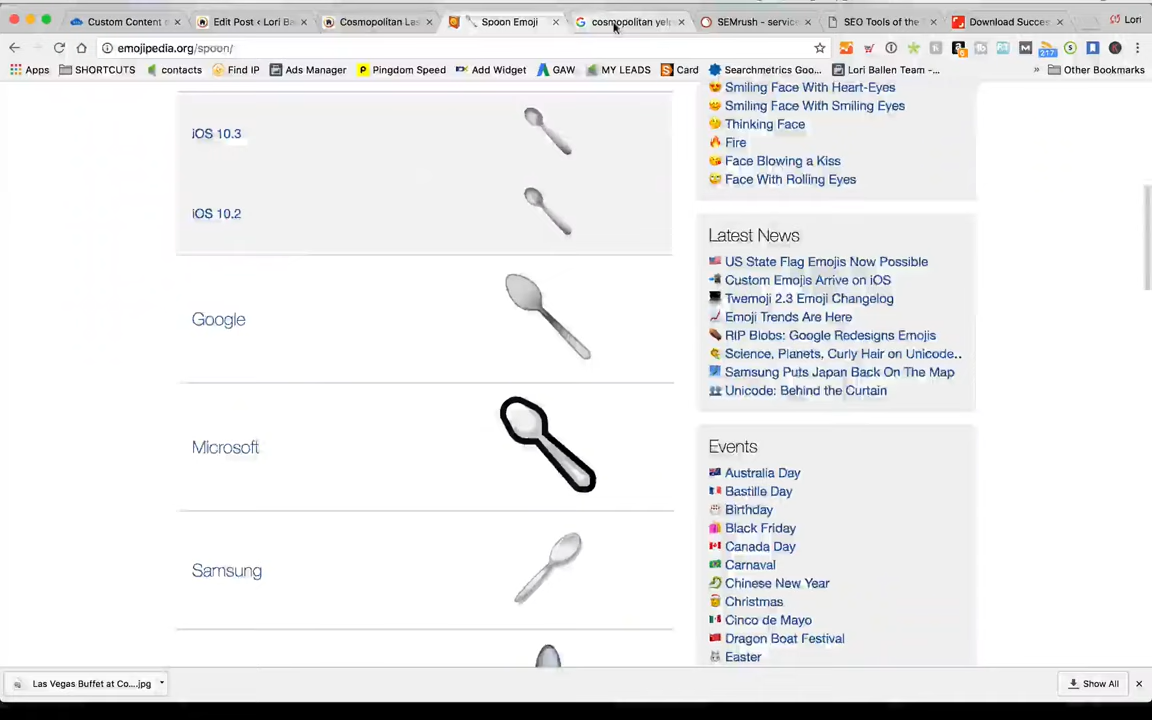 Custom Content
Edit Post ‹ Lori Ba
Cosmopolitan La
Spoon Emoji
cosmopolitan yel
SEMrush - service
SEO Tools of the
Download Succes
Lori
emojipedia.org/spoon/
217
Apps
SHORTCUTS
contacts
Find IP
Ads Manager
Pingdom Speed
Add Widget
GAW
MY LEADS
Card
Searchmetrics Goo...
Lori Ballen Team -...
»
Other Bookmarks
iOS 10.3
iOS 10.2
Google
Microsoft
Samsung
Smiling Face With Heart-Eyes
Smiling Face With Smiling Eyes
Thinking Face
Fire
Face Blowing a Kiss
Face With Rolling Eyes
Latest News
US State Flag Emojis Now Possible
Custom Emojis Arrive on iOS
Twemoji 2.3 Emoji Changelog
Emoji Trends Are Here
RIP Blobs: Google Redesigns Emojis
Science, Planets, Curly Hair on Unicode..
Samsung Puts Japan Back On The Map
Unicode: Behind the Curtain
Events
Australia Day
Bastille Day
Birthday
Black Friday
Canada Day
Carnaval
Chinese New Year
Christmas
Cinco de Mayo
Dragon Boat Festival
Easter
Las Vegas Buffet at Co....jpg
Show All